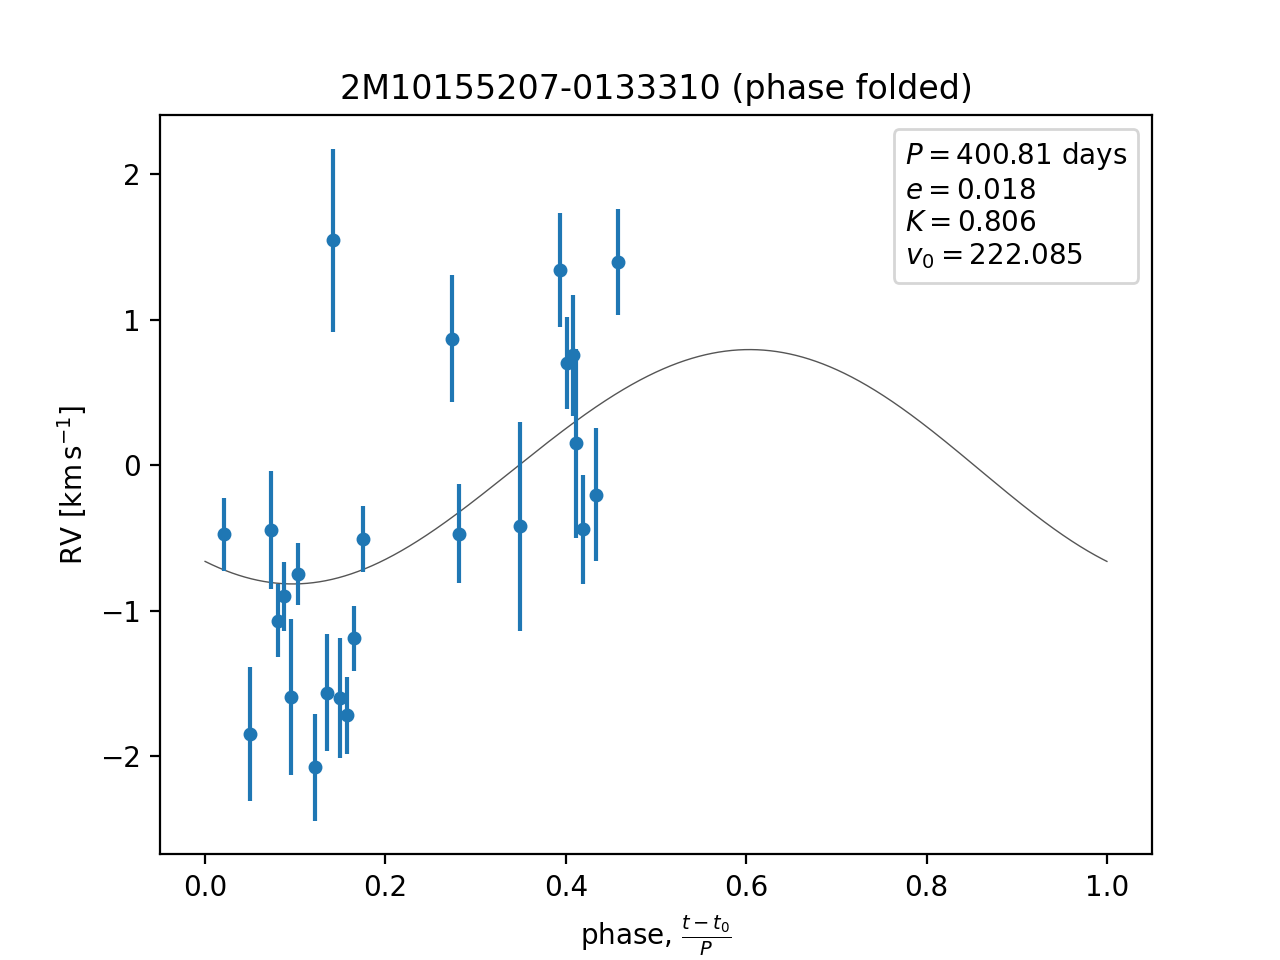 2M10155207-0133310 (phase folded)
P = 400.81 days
e = 0.018
K = 0.806
v₀ = 222.085
RV [km s⁻¹]
2
1
0
−1
−2
0.0 0.2 0.4 0.6 0.8 1.0
phase, (t − t₀)/P